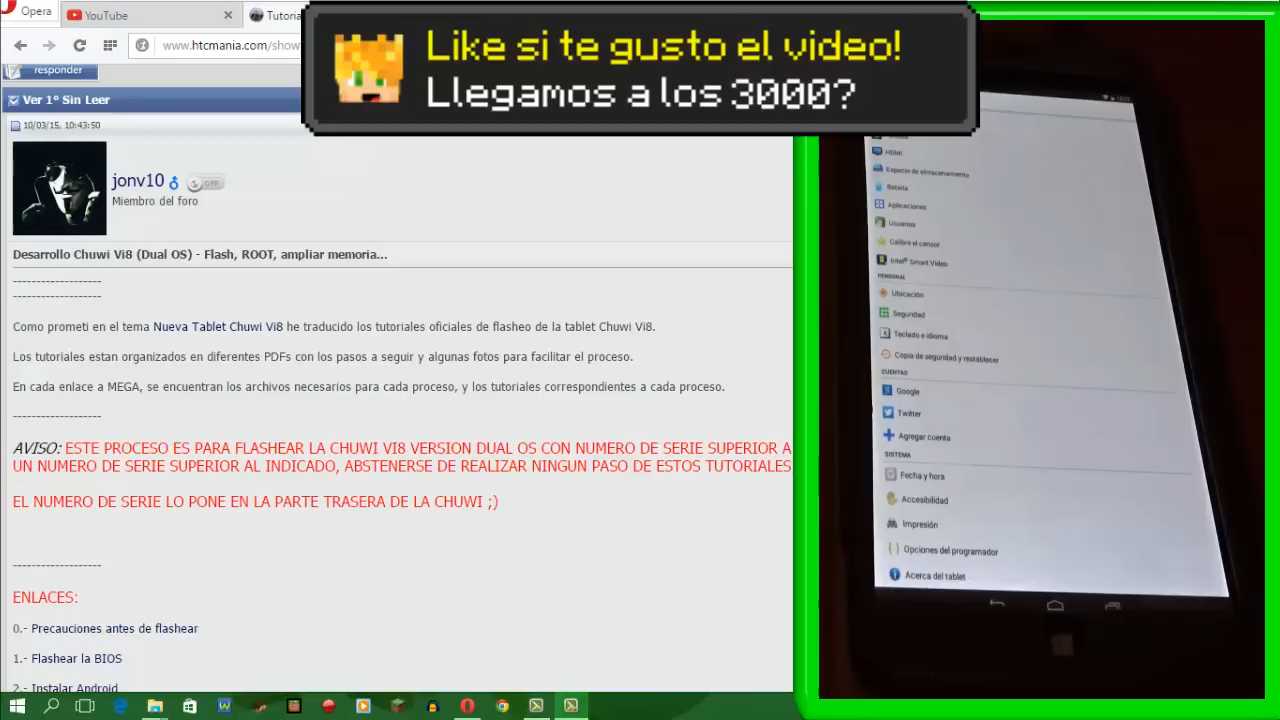 Opera
YouTube
Tutoria
www.htcmania.com/show
Like si te gusto el video!
Llegamos a los 3000?
responder
Ver 1º Sin Leer
10/03/15, 10:43:50
jonv10
OFF
Miembro del foro
Desarrollo Chuwi Vi8 (Dual OS) - Flash, ROOT, ampliar memoria...
-------------------
-------------------
Como prometi en el tema Nueva Tablet Chuwi Vi8 he traducido los tutoriales oficiales de flasheo de la tablet Chuwi Vi8.
Los tutoriales estan organizados en diferentes PDFs con los pasos a seguir y algunas fotos para facilitar el proceso.
En cada enlace a MEGA, se encuentran los archivos necesarios para cada proceso, y los tutoriales correspondientes a cada proceso.
-------------------
AVISO: ESTE PROCESO ES PARA FLASHEAR LA CHUWI VI8 VERSION DUAL OS CON NUMERO DE SERIE SUPERIOR A
UN NUMERO DE SERIE SUPERIOR AL INDICADO, ABSTENERSE DE REALIZAR NINGUN PASO DE ESTOS TUTORIALES
EL NUMERO DE SERIE LO PONE EN LA PARTE TRASERA DE LA CHUWI ;)
-------------------
ENLACES:
0.- Precauciones antes de flashear
1.- Flashear la BIOS
2.- Instalar Android
HDMI
Espacio de almacenamiento
Batería
Aplicaciones
Usuarios
Calibre el censor
Intel® Smart Video
PERSONAL
Ubicación
Seguridad
Teclado e idioma
Copia de seguridad y restablecer
CUENTAS
Google
Twitter
Agregar cuenta
SISTEMA
Fecha y hora
Accesibilidad
Impresión
Opciones del programador
Acerca del tablet